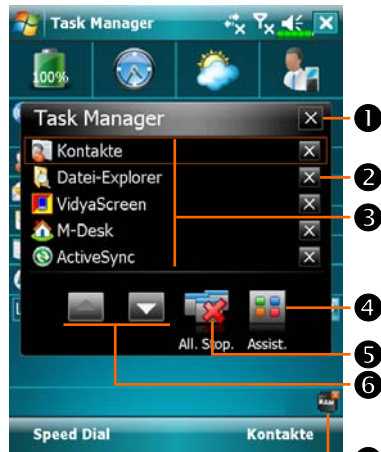 Task Manager
100%
Task Manager
1
Kontakte
Datei-Explorer
2
VidyaScreen
3
M-Desk
ActiveSync
4
All. Stop.
Assist.
5
6
RAM
Speed Dial
Kontakte